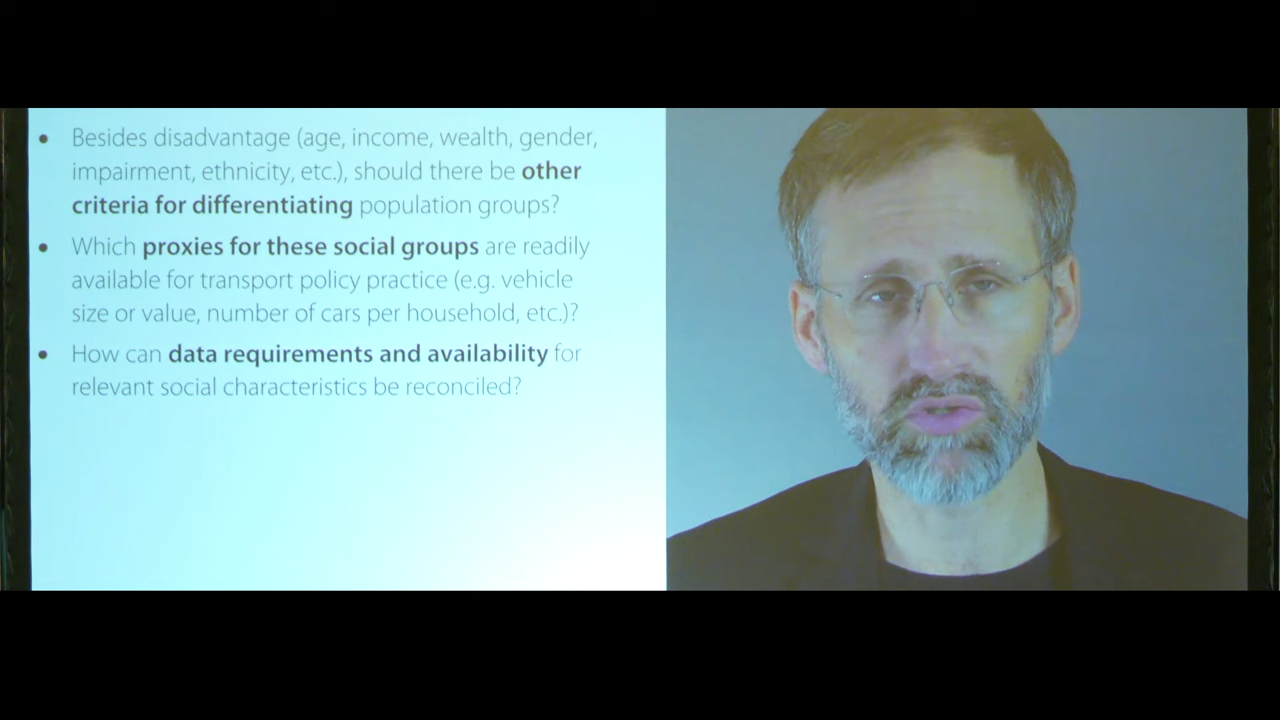 • Besides disadvantage (age, income, wealth, gender,
impairment, ethnicity, etc.), should there be other
criteria for differentiating population groups?
• Which proxies for these social groups are readily
available for transport policy practice (e.g. vehicle
size or value, number of cars per household, etc.)?
• How can data requirements and availability for
relevant social characteristics be reconciled?